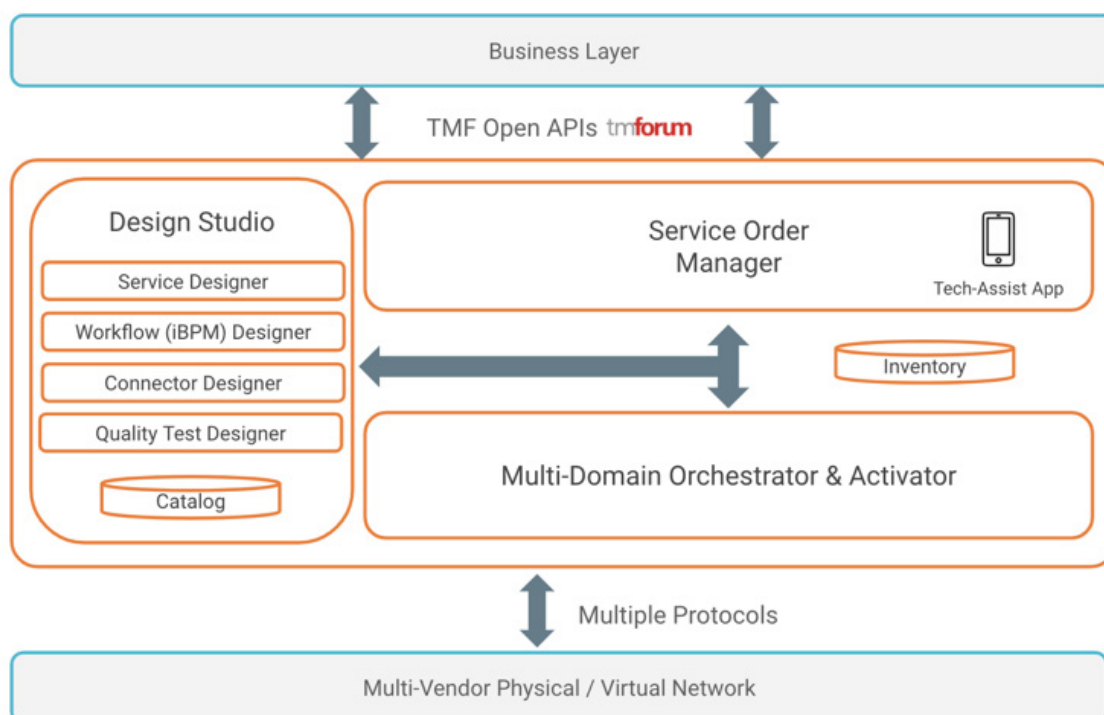 Business Layer
TMF Open APIs tmforum
Design Studio
Service Designer
Workflow (iBPM) Designer
Connector Designer
Quality Test Designer
Catalog
Service Order
Manager
Tech-Assist App
Inventory
Multi-Domain Orchestrator & Activator
Multiple Protocols
Multi-Vendor Physical / Virtual Network